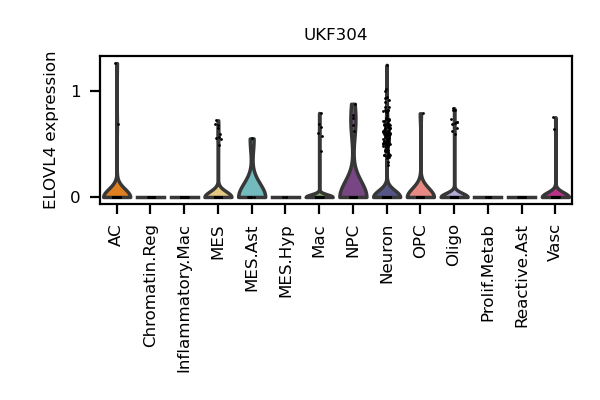 UKF304
ELOVL4 expression
1
0
AC
Chromatin.Reg
Inflammatory.Mac
MES
MES.Ast
MES.Hyp
Mac
NPC
Neuron
OPC
Oligo
Prolif.Metab
Reactive.Ast
Vasc